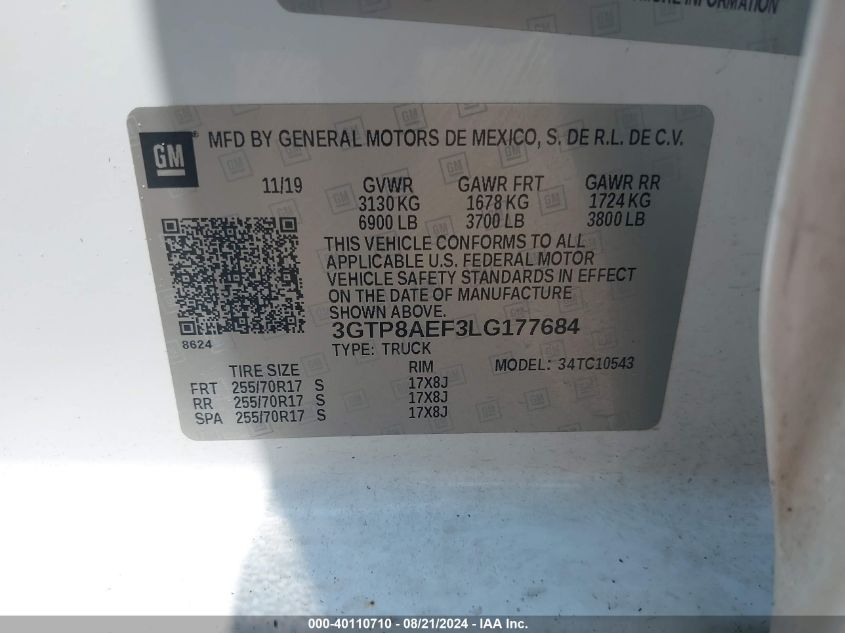 INFORMATION
GM
MFD BY GENERAL MOTORS DE MEXICO, S. DE R.L. DE C.V.
11/19 GVWR GAWR FRT GAWR RR
3130 KG 1678 KG 1724 KG
6900 LB 3700 LB 3800 LB
THIS VEHICLE CONFORMS TO ALL
APPLICABLE U.S. FEDERAL MOTOR
VEHICLE SAFETY STANDARDS IN EFFECT
ON THE DATE OF MANUFACTURE
SHOWN ABOVE.
3GTP8AEF3LG177684
8624
TYPE: TRUCK MODEL: 34TC10543
TIRE SIZE RIM
FRT 255/70R17 S 17X8J
RR 255/70R17 S 17X8J
SPA 255/70R17 S 17X8J
000-40110710 - 08/21/2024 - IAA Inc.